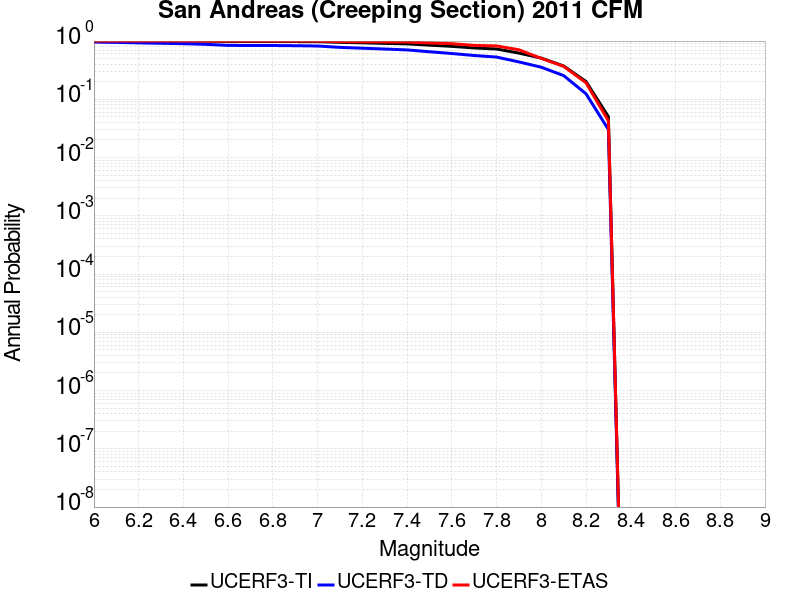 San Andreas (Creeping Section) 2011 CFM
10^0
10^-1
10^-2
10^-3
10^-4
10^-5
10^-6
10^-7
10^-8
Annual Probability
6 6.2 6.4 6.6 6.8 7 7.2 7.4 7.6 7.8 8 8.2 8.4 8.6 8.8 9
Magnitude
UCERF3-TI UCERF3-TD UCERF3-ETAS